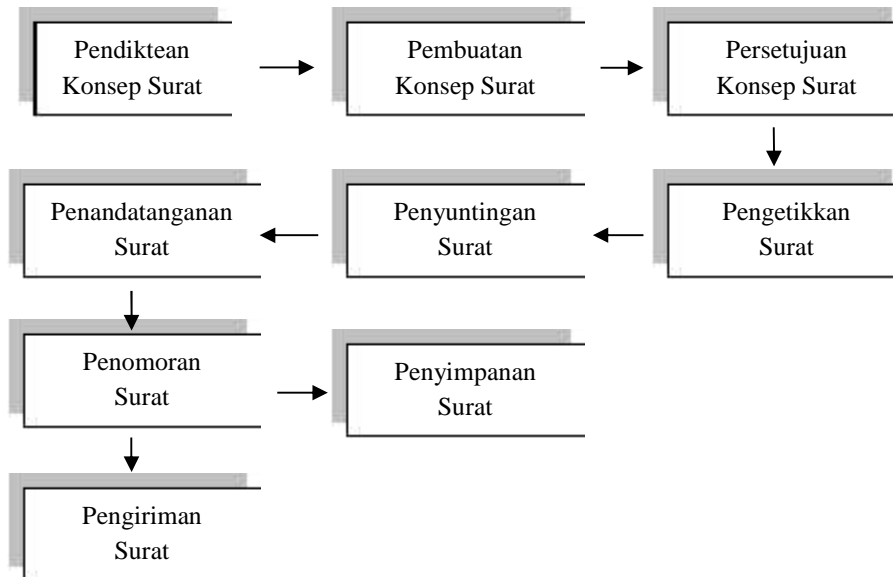 Pendiktean
Konsep Surat
Pembuatan
Konsep Surat
Persetujuan
Konsep Surat
Pengetikkan
Surat
Penyuntingan
Surat
Penandatanganan
Surat
Penomoran
Surat
Penyimpanan
Surat
Pengiriman
Surat